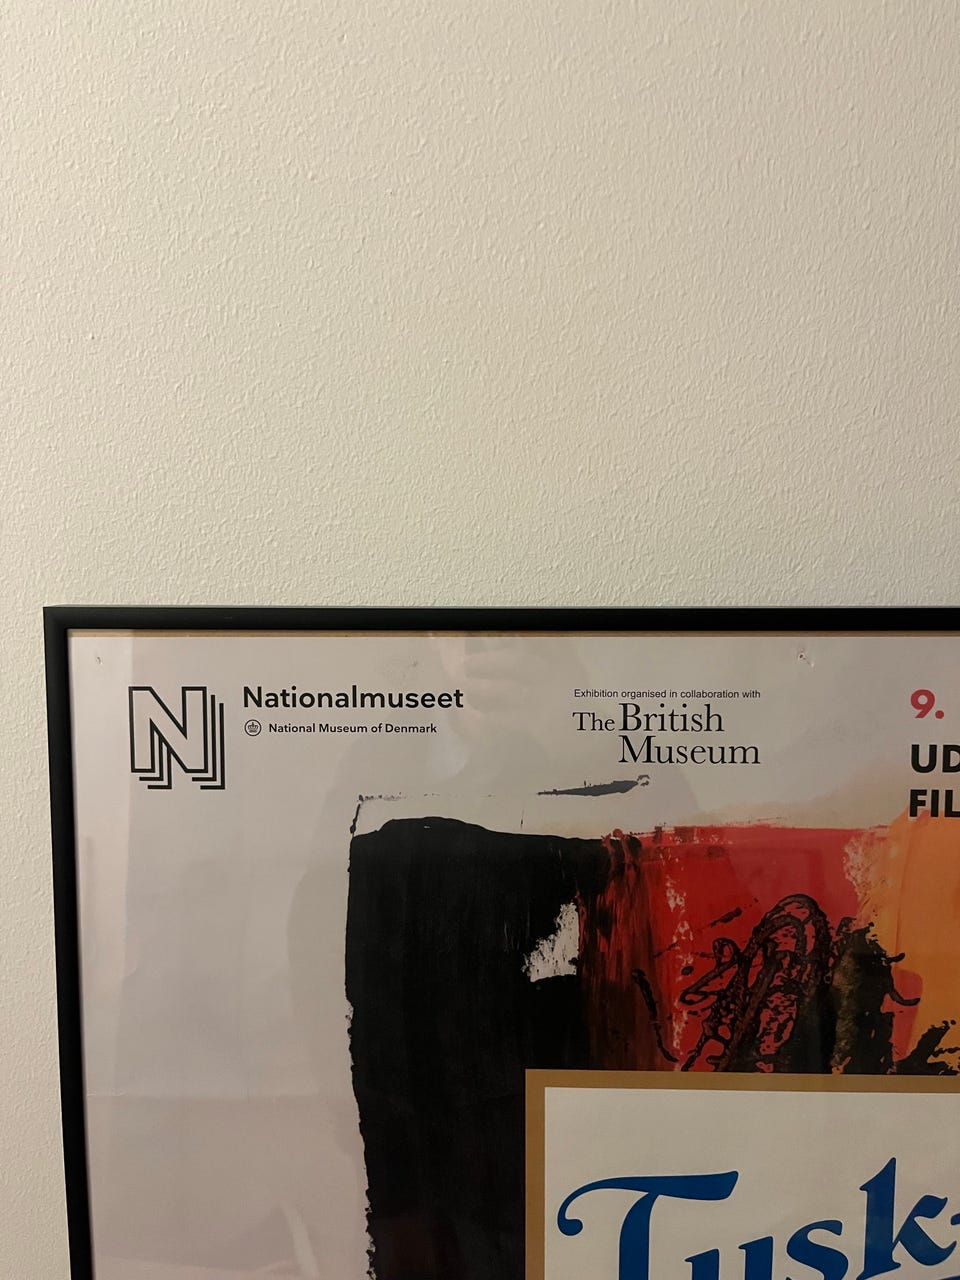 Nationalmuseet
National Museum of Denmark
Exhibition organised in collaboration with
The British
Museum
9.
UD
FIL
Tusk